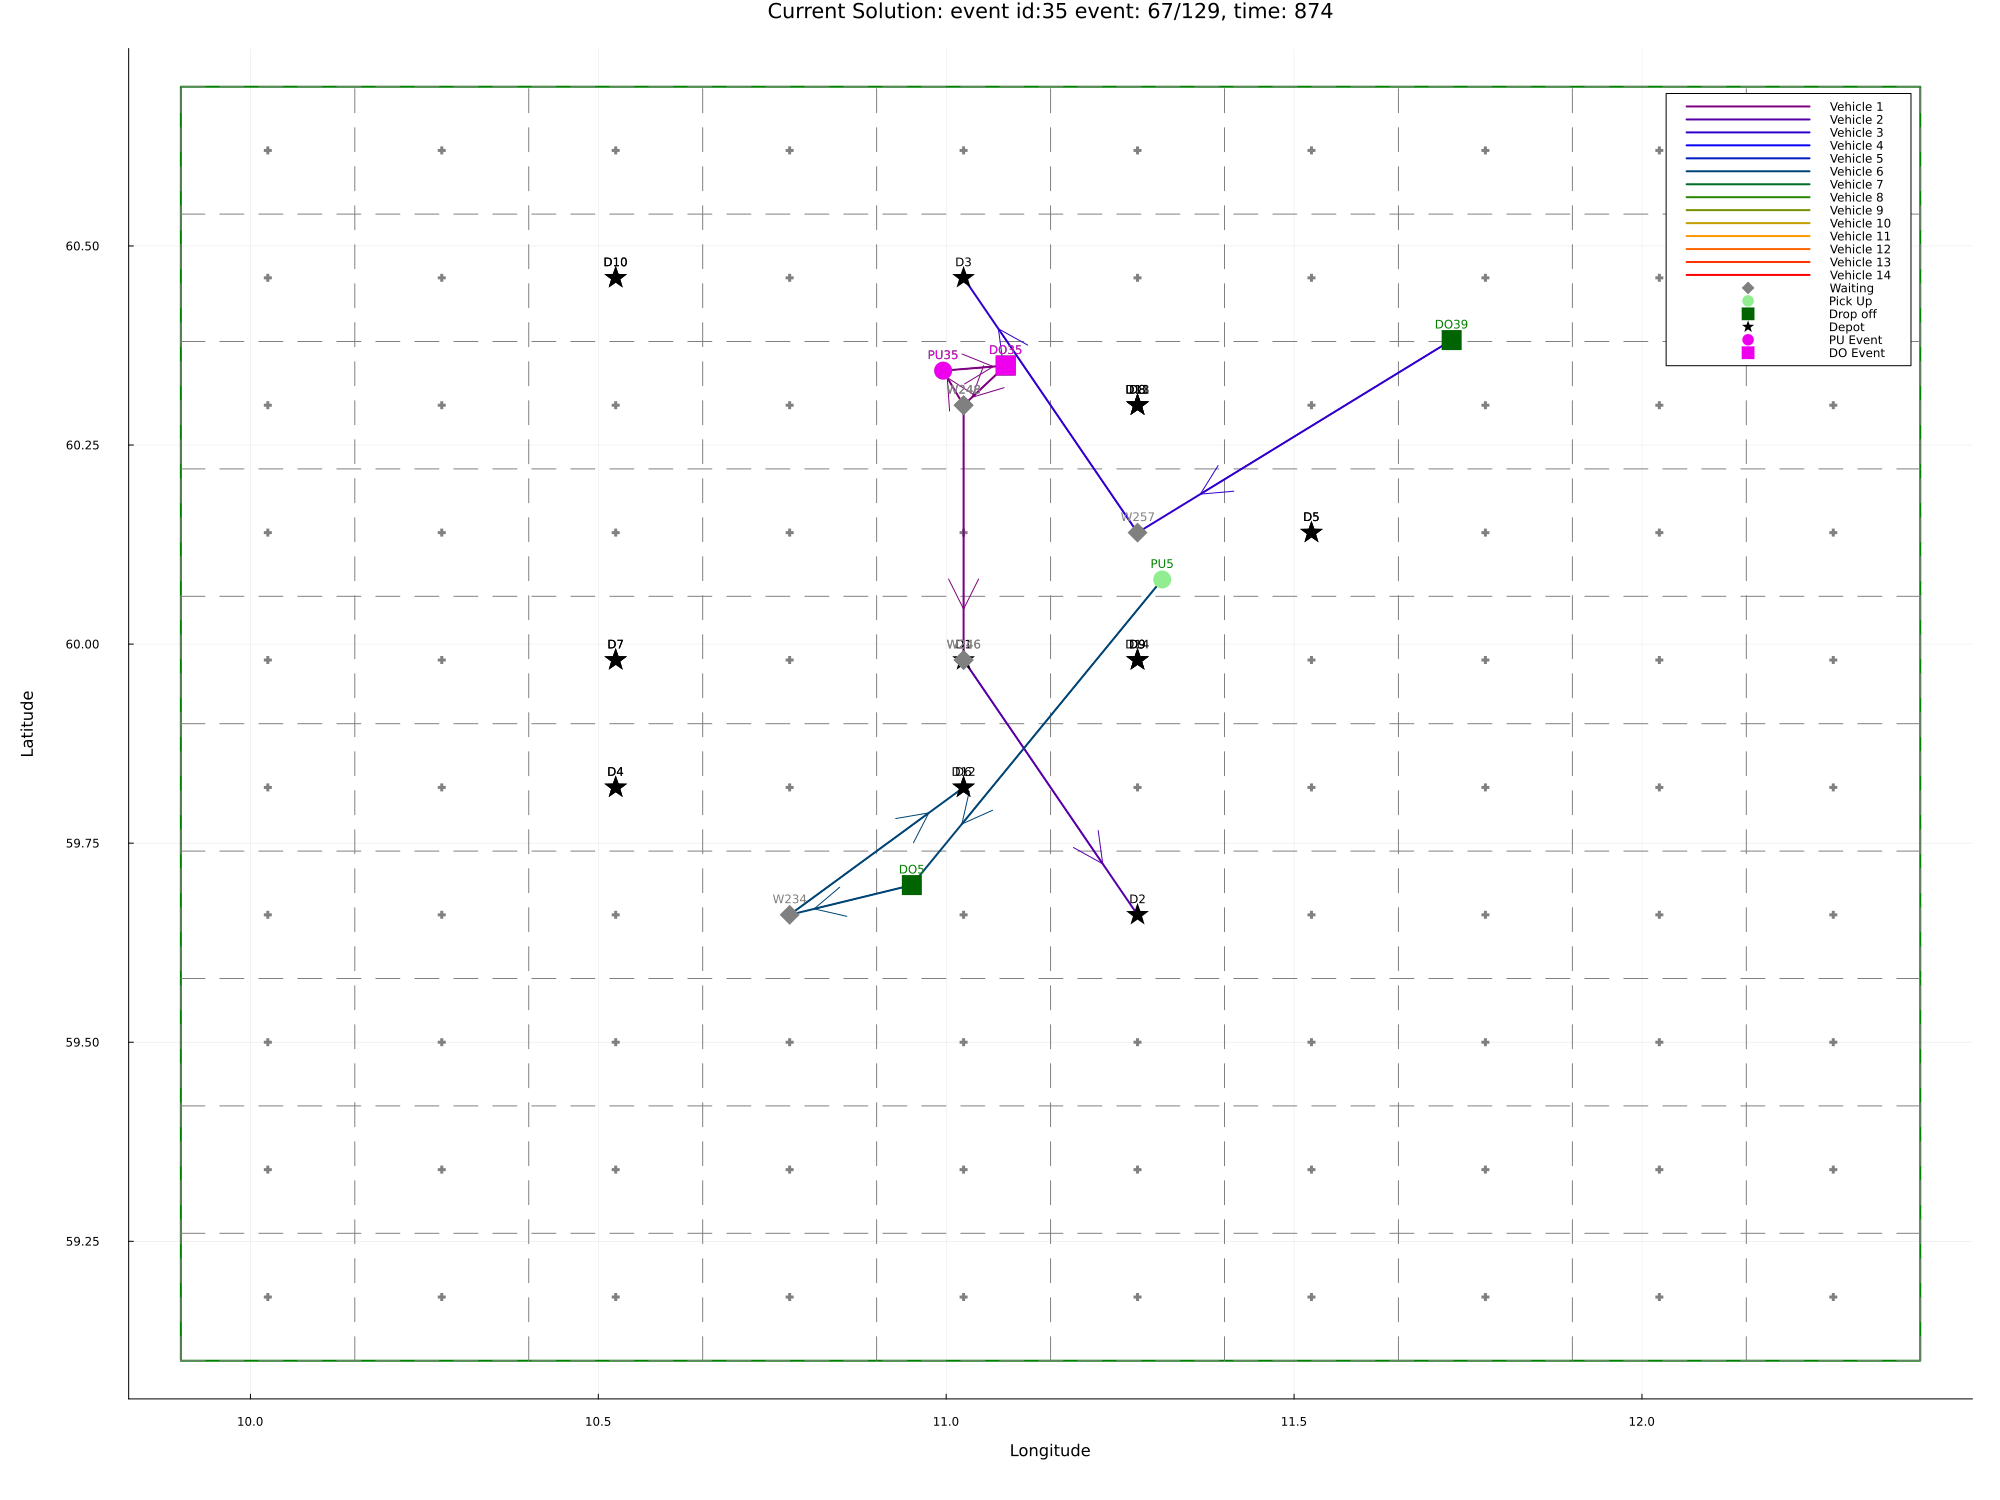 Current Solution: event id:35 event: 67/129, time: 874
Vehicle 1
Vehicle 2
Vehicle 3
Vehicle 4
Vehicle 5
Vehicle 6
Vehicle 7
Vehicle 8
Vehicle 9
Vehicle 10
Vehicle 11
Vehicle 12
Vehicle 13
Vehicle 14
Waiting
Pick Up
Drop off
Depot
PU Event
DO Event
60.50
60.25
60.00
59.75
59.50
59.25
Latitude
D10
D3
DO39
PU35
DO35
W257
D5
PU5
D7
D4
DO5
W234
D2
10.0
10.5
11.0
11.5
12.0
Longitude